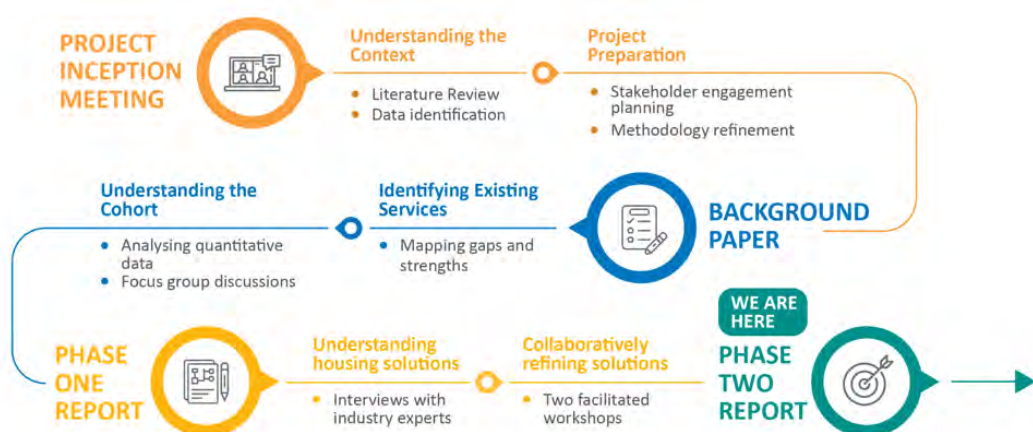 PROJECT
INCEPTION
MEETING
Understanding the
Context
• Literature Review
• Data identification
Project
Preparation
• Stakeholder engagement
planning
• Methodology refinement
BACKGROUND
PAPER
Identifying Existing
Services
• Mapping gaps and
strengths
Understanding the
Cohort
• Analysing quantitative
data
• Focus group discussions
PHASE
ONE
REPORT
Understanding
housing solutions
• Interviews with
industry experts
Collaboratively
refining solutions
• Two facilitated
workshops
WE ARE
HERE
PHASE
TWO
REPORT